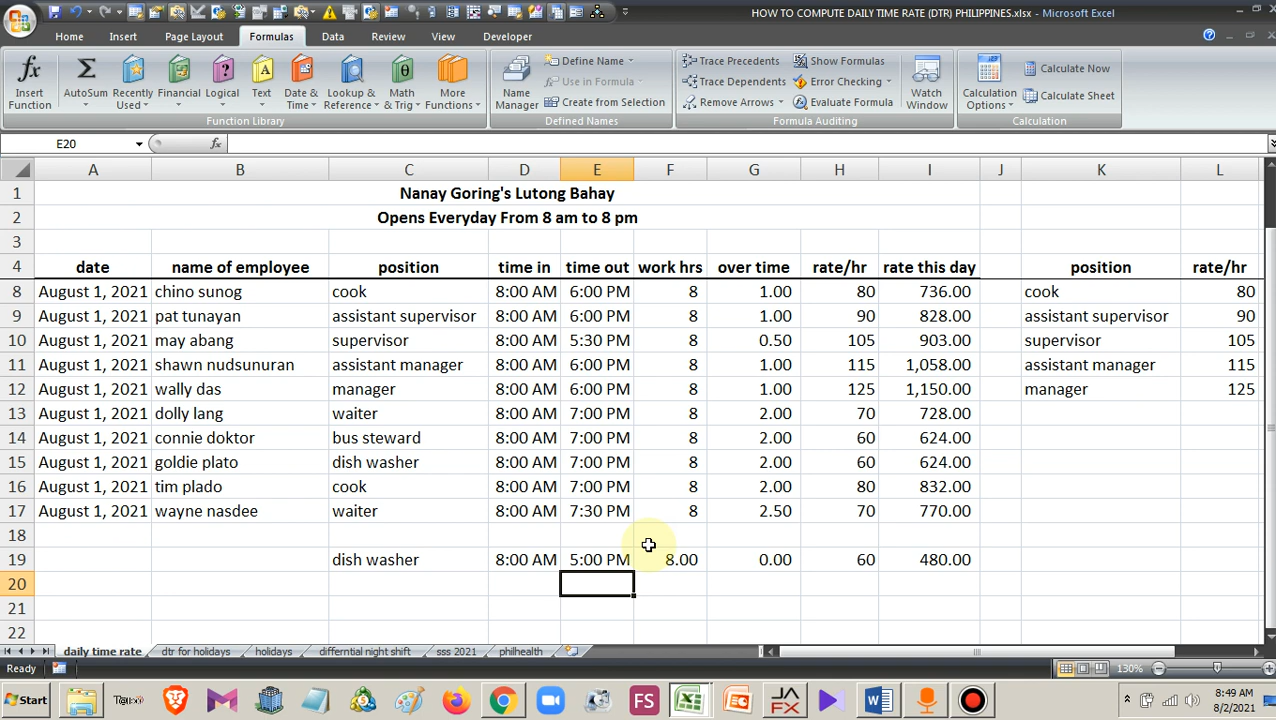 HOW TO COMPUTE DAILY TIME RATE (DTR) PHILIPPINES.xlsx - Microsoft Excel
Home Insert Page Layout Formulas Data Review View Developer
Insert Function
AutoSum
Recently Used
Financial
Logical
Text
Date & Time
Lookup & Reference
Math & Trig
More Functions
Function Library
Name Manager
Define Name
Use in Formula
Create from Selection
Defined Names
Trace Precedents
Trace Dependents
Remove Arrows
Show Formulas
Error Checking
Evaluate Formula
Formula Auditing
Watch Window
Calculation Options
Calculate Now
Calculate Sheet
Calculation
E20 fx
A B C D E F G H I J K L
1 Nanay Goring's Lutong Bahay
2 Opens Everyday From 8 am to 8 pm
3
4 date name of employee position time in time out work hrs over time rate/hr rate this day position rate/hr
8 August 1, 2021 chino sunog cook 8:00 AM 6:00 PM 8 1.00 80 736.00 cook 80
9 August 1, 2021 pat tunayan assistant supervisor 8:00 AM 6:00 PM 8 1.00 90 828.00 assistant supervisor 90
10 August 1, 2021 may abang supervisor 8:00 AM 5:30 PM 8 0.50 105 903.00 supervisor 105
11 August 1, 2021 shawn nudsunuran assistant manager 8:00 AM 6:00 PM 8 1.00 115 1,058.00 assistant manager 115
12 August 1, 2021 wally das manager 8:00 AM 6:00 PM 8 1.00 125 1,150.00 manager 125
13 August 1, 2021 dolly lang waiter 8:00 AM 7:00 PM 8 2.00 70 728.00
14 August 1, 2021 connie doktor bus steward 8:00 AM 7:00 PM 8 2.00 60 624.00
15 August 1, 2021 goldie plato dish washer 8:00 AM 7:00 PM 8 2.00 60 624.00
16 August 1, 2021 tim plado cook 8:00 AM 7:00 PM 8 2.00 80 832.00
17 August 1, 2021 wayne nasdee waiter 8:00 AM 7:30 PM 8 2.50 70 770.00
18
19 dish washer 8:00 AM 5:00 PM 8.00 0.00 60 480.00
20
21
22
daily time rate dtr for holidays holidays differntial night shift sss 2021 philhealth
Ready 130%
Start FS JA FX W 8:49 AM
8/2/2021